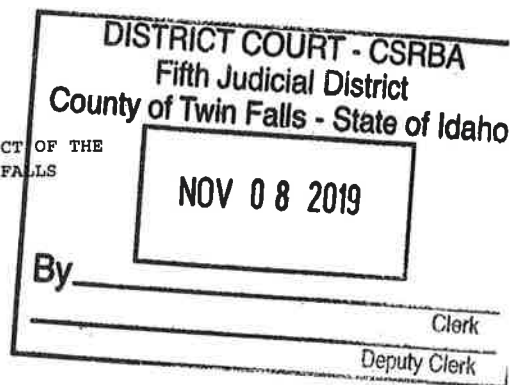 DISTRICT COURT - CSRBA
Fifth Judicial District
County of Twin Falls - State of Idaho
CT OF THE
FALLS
NOV 08 2019
By
Clerk
Deputy Clerk